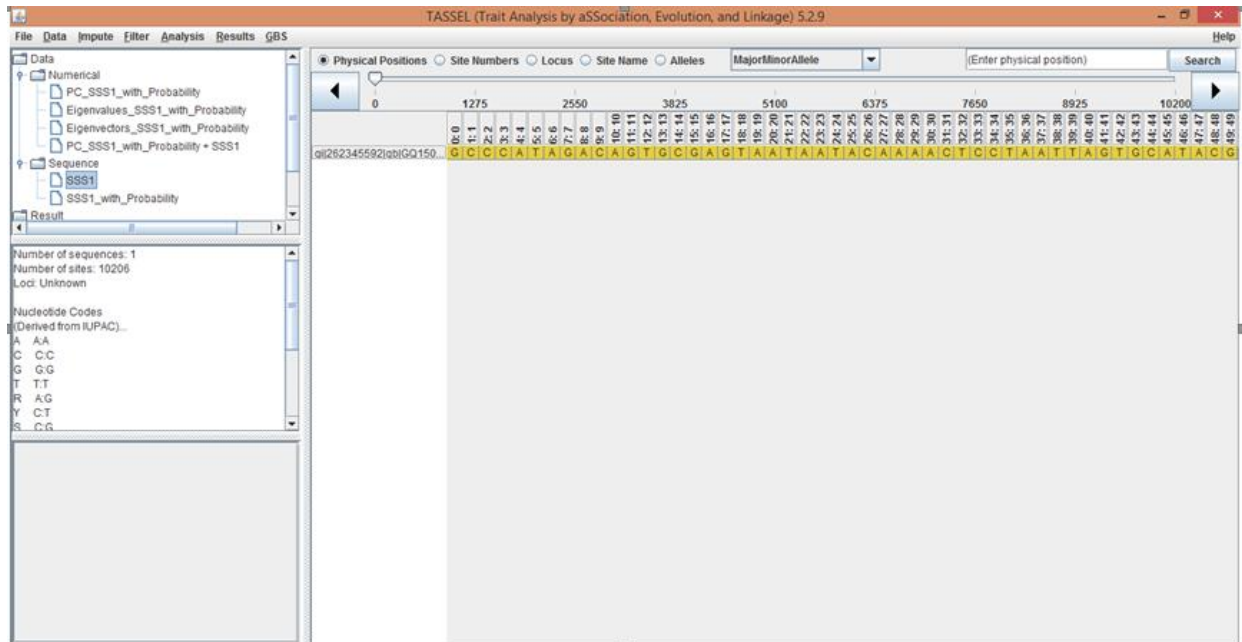 TASSEL (Trait Analysis by aSSociation, Evolution, and Linkage) 5.2.9
File Data Impute Filter Analysis Results GBS Help
Data
Numerical
PC_SSS1_with_Probability
Eigenvalues_SSS1_with_Probability
Eigenvectors_SSS1_with_Probability
PC_SSS1_with_Probability + SSS1
Sequence
SSS1
SSS1_with_Probability
Result
Number of sequences: 1
Number of sites: 10206
Loci: Unknown
Nucleotide Codes
(Derived from IUPAC)...
A A:A
C C:C
G G:G
T T:T
R A:G
Y C:T
S C:G
Physical Positions Site Numbers Locus Site Name Alleles MajorMinorAllele (Enter physical position) Search
0 1275 2550 3825 5100 6375 7650 8925 10200
0: 0 1: 1 2: 2 3: 3 4: 4 5: 5 6: 6 7: 7 8: 8 9: 9 10: 10 11: 11 12: 12 13: 13 14: 14 15: 15 16: 16 17: 17 18: 18 19: 19 20: 20 21: 21 22: 22 23: 23 24: 24 25: 25 26: 26 27: 27 28: 28 29: 29 30: 30 31: 31 32: 32 33: 33 34: 34 35: 35 36: 36 37: 37 38: 38 39: 39 40: 40 41: 41 42: 42 43: 43 44: 44 45: 45 46: 46 47: 47 48: 48 49: 49
gi|262345592|gb|GQ150... G C C C A T A G A C A G T G C G A G T A A T A A T A C A A A A C T C C T A A T T A G T G C A T A C G